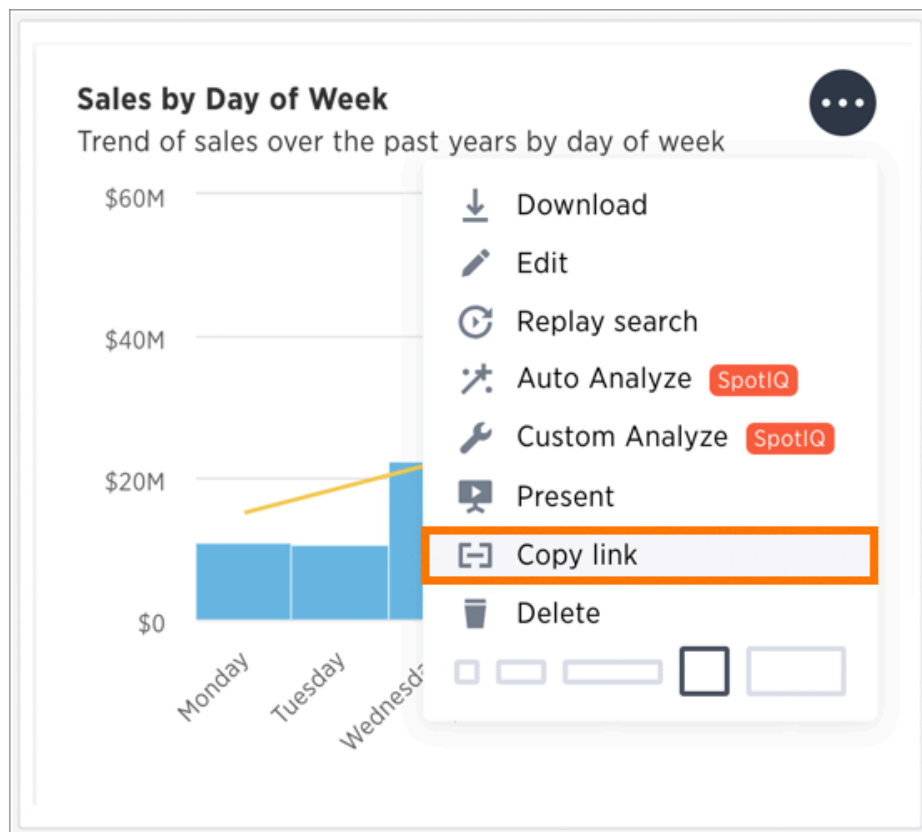 Sales by Day of Week
Trend of sales over the past years by day of week
$60M
$40M
$20M
$0
Monday
Tuesday
Download
Edit
Replay search
Auto Analyze SpotIQ
Custom Analyze SpotIQ
Present
Copy link
Delete